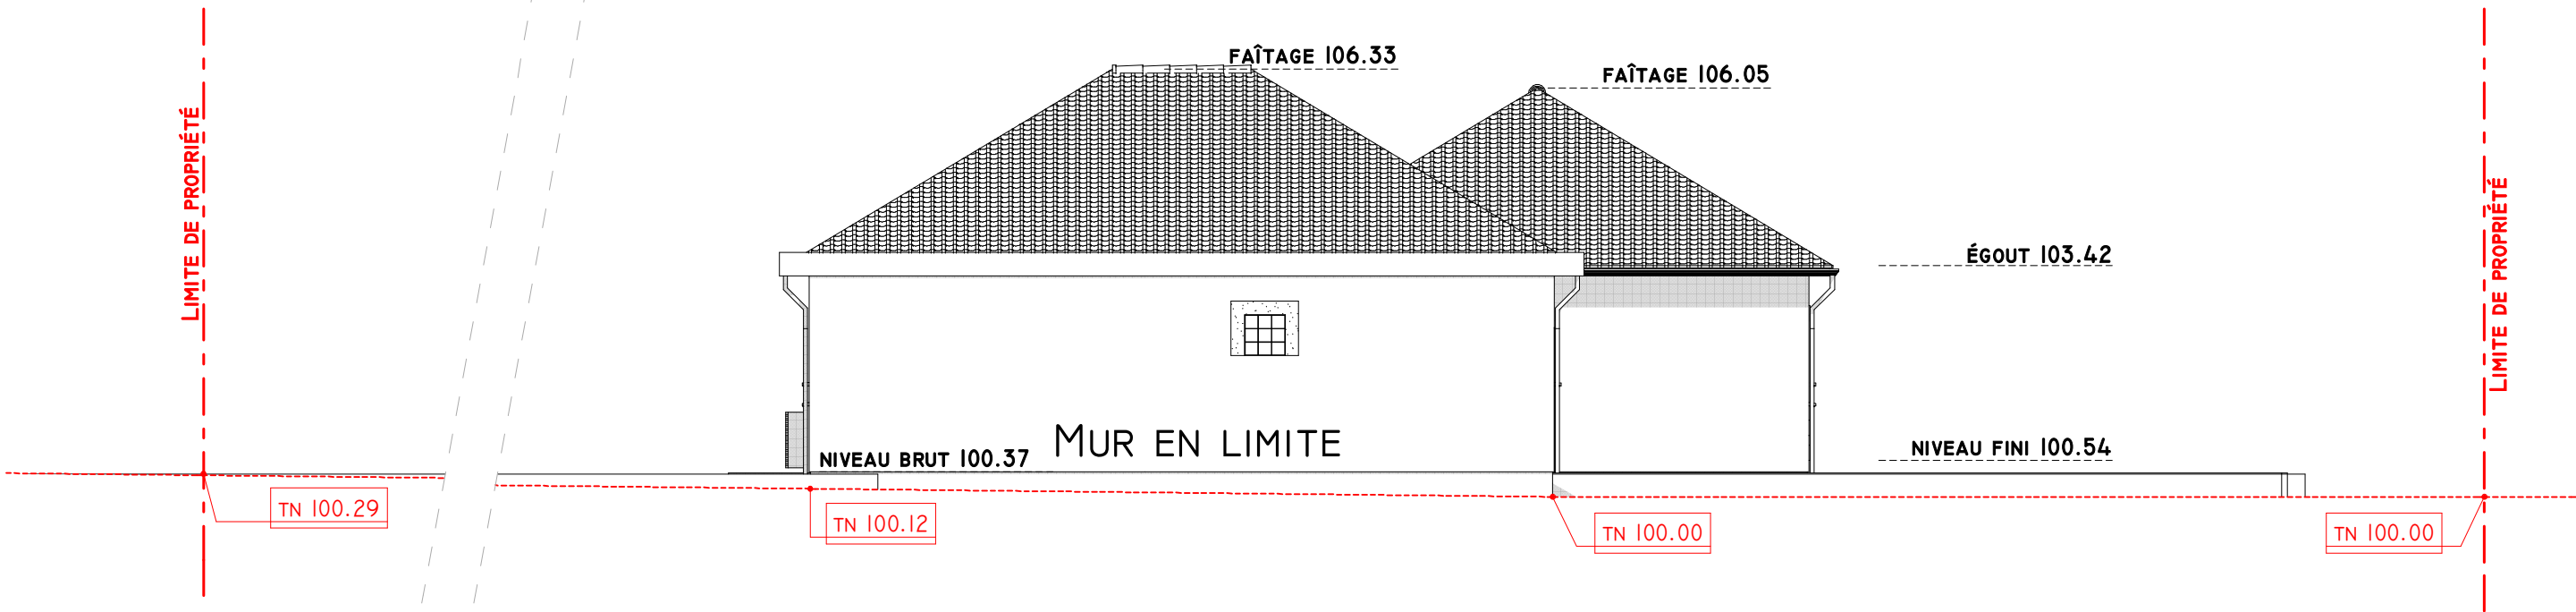 FAÎTAGE 106.33
FAÎTAGE 106.05
LIMITE DE PROPRIÉTÉ
LIMITE DE PROPRIÉTÉ
ÉGOUT 103.42
MUR EN LIMITE
NIVEAU BRUT 100.37
NIVEAU FINI 100.54
TN 100.29
TN 100.12
TN 100.00
TN 100.00